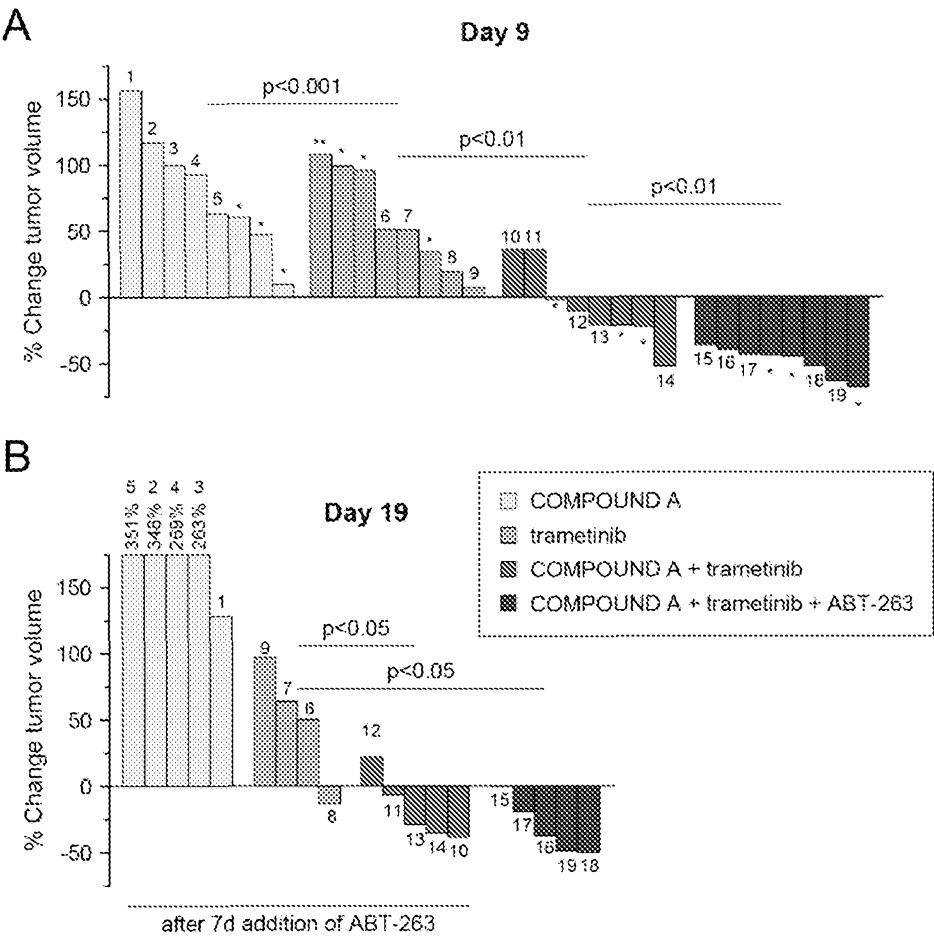 A
Day 9
% Change tumor volume
150
100
50
0
-50
p<0.001
p<0.01
p<0.01
1
2
3
4
5
*
*
*
**
*
*
6 7
*
8
9
10 11
*
12
13
*
*
14
15 16 17
*
*
18
19
*
B
Day 19
% Change tumor volume
150
100
50
0
-50
5 2 4 3
351% 346% 269% 263%
1
p<0.05
p<0.05
9
7
6
8
12
11
13 14 10
15
17
16
19 18
COMPOUND A
trametinib
COMPOUND A + trametinib
COMPOUND A + trametinib + ABT-263
after 7d addition of ABT-263